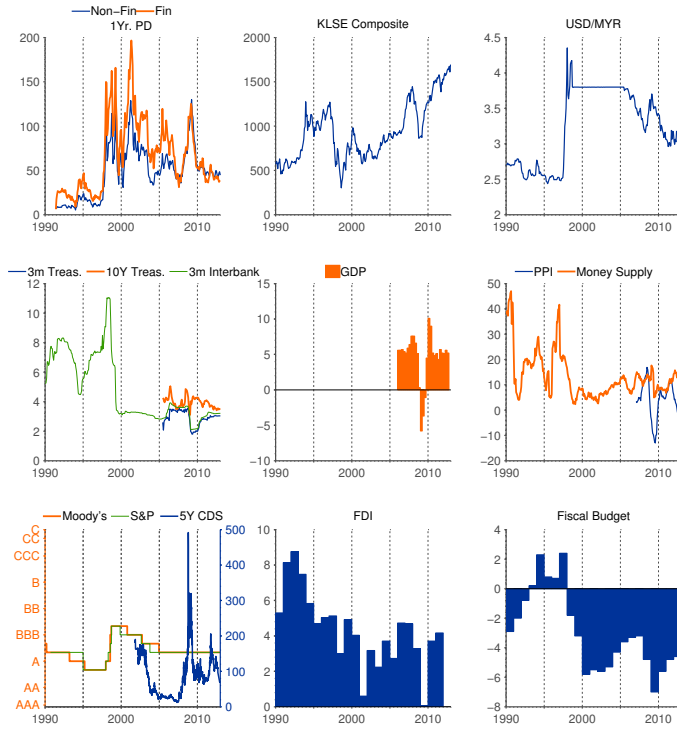 Non−Fin Fin
1Yr. PD
200
150
100
50
0
1990 2000 2010
KLSE Composite
2000
1500
1000
500
0
1990 2000 2010
USD/MYR
4.5
4
3.5
3
2.5
2
1990 2000 2010
3m Treas. 10Y Treas. 3m Interbank
12
10
8
6
4
2
0
1990 2000 2010
GDP
15
10
5
0
−5
−10
1990 2000 2010
PPI Money Supply
50
40
30
20
10
0
−10
−20
1990 2000 2010
Moody's S&P 5Y CDS
C
CC
CCC
B
BB
BBB
A
AA
AAA
500
400
300
200
100
0
1990 2000 2010
FDI
10
8
6
4
2
0
1990 2000 2010
Fiscal Budget
4
2
0
−2
−4
−6
−8
1990 2000 2010